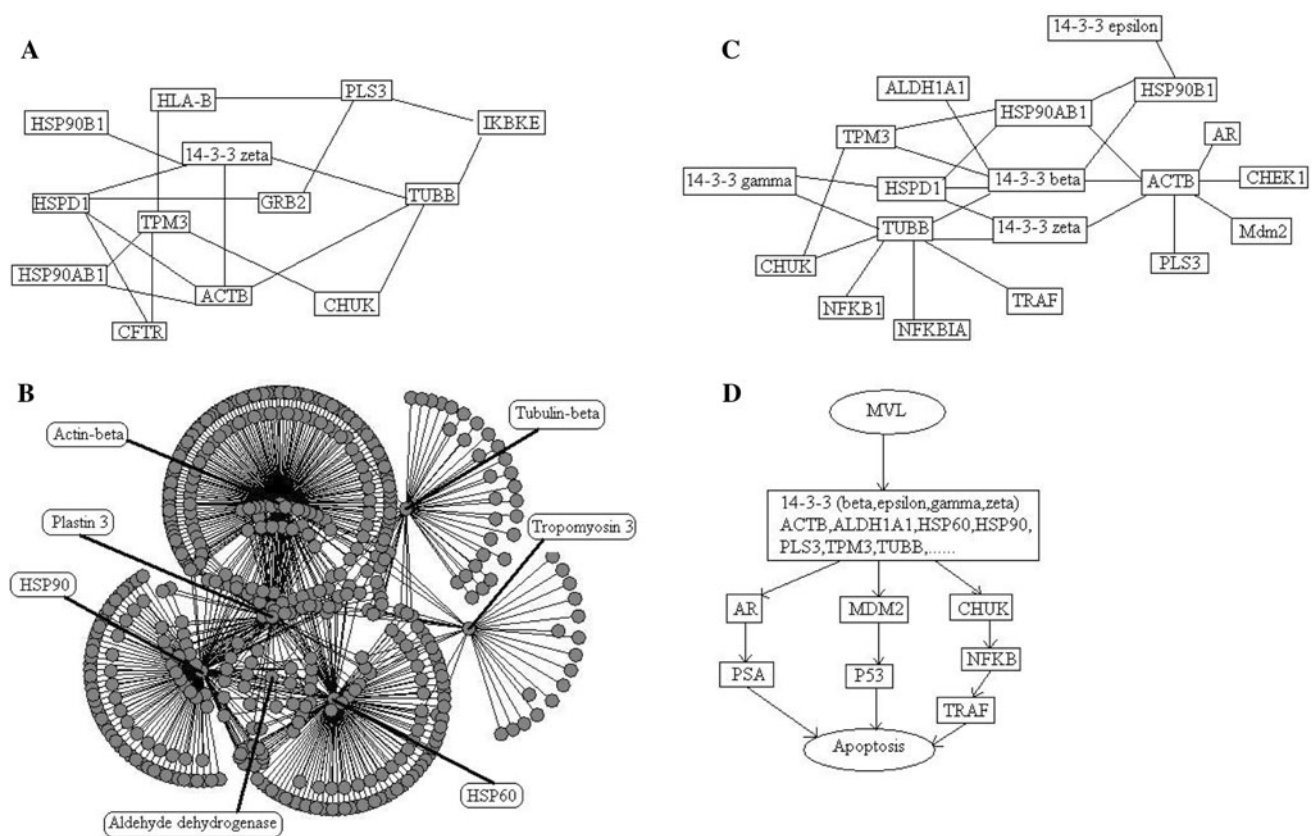 A
HLA-B
PLS3
HSP90B1
IKBKE
14-3-3 zeta
HSPD1
GRB2
TUBB
TPM3
HSP90AB1
ACTB
CHUK
CFTR
B
Actin-beta
Tubulin-beta
Plastin 3
Tropomyosin 3
HSP90
HSP60
Aldehyde dehydrogenase
C
14-3-3 epsilon
ALDH1A1
HSP90B1
HSP90AB1
TPM3
AR
14-3-3 gamma
HSPD1
14-3-3 beta
ACTB
CHEK1
TUBB
14-3-3 zeta
Mdm2
CHUK
PLS3
NFKB1
TRAF
NFKBIA
D
MVL
14-3-3 (beta,epsilon,gamma,zeta)
ACTB,ALDH1A1,HSP60,HSP90,
PLS3,TPM3,TUBB,......
AR
MDM2
CHUK
PSA
P53
NFKB
TRAF
Apoptosis